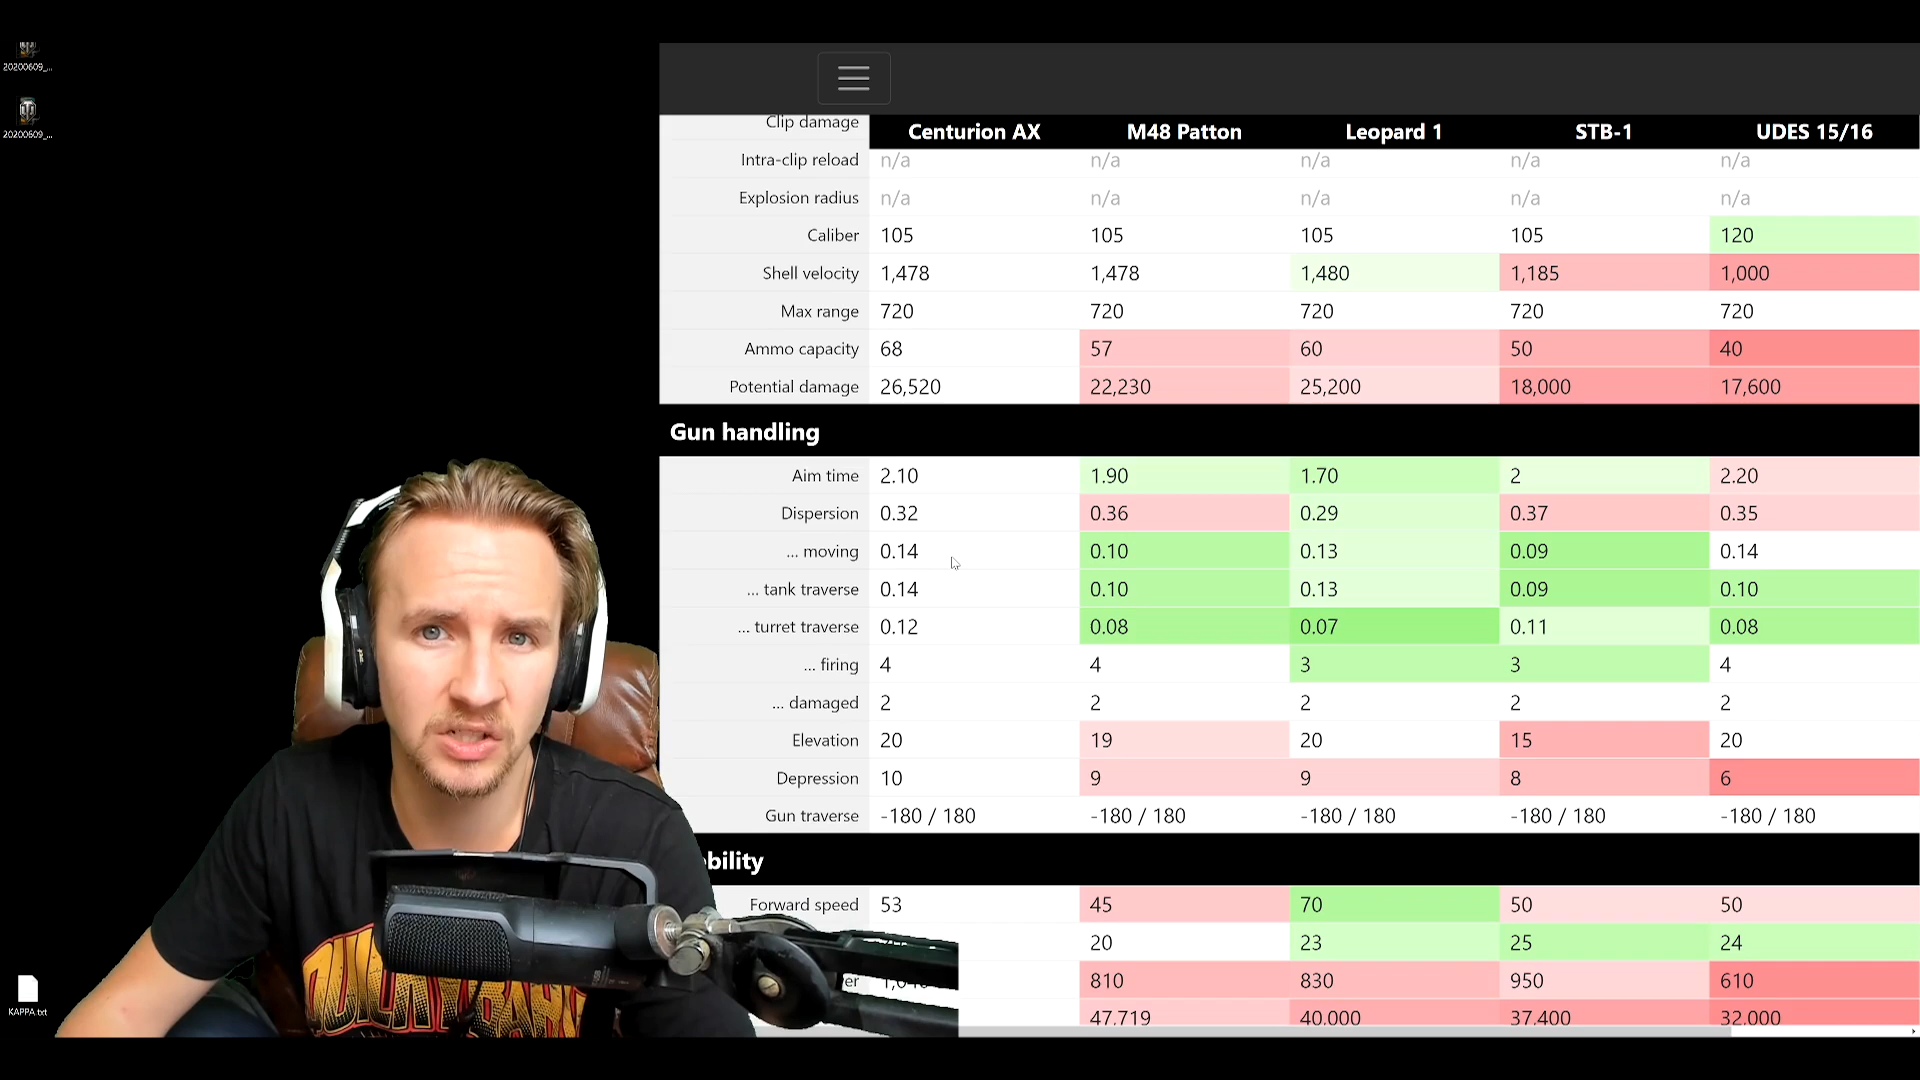 20200609_...
20200609_...
Clip damage
Centurion AX M48 Patton Leopard 1 STB-1 UDES 15/16
Intra-clip reload n/a n/a n/a n/a n/a
Explosion radius n/a n/a n/a n/a n/a
Caliber 105 105 105 105 120
Shell velocity 1,478 1,478 1,480 1,185 1,000
Max range 720 720 720 720 720
Ammo capacity 68 57 60 50 40
Potential damage 26,520 22,230 25,200 18,000 17,600
Gun handling
Aim time 2.10 1.90 1.70 2 2.20
Dispersion 0.32 0.36 0.29 0.37 0.35
... moving 0.14 0.10 0.13 0.09 0.14
... tank traverse 0.14 0.10 0.13 0.09 0.10
... turret traverse 0.12 0.08 0.07 0.11 0.08
... firing 4 4 3 3 4
... damaged 2 2 2 2 2
Elevation 20 19 20 15 20
Depression 10 9 9 8 6
Gun traverse -180 / 180 -180 / 180 -180 / 180 -180 / 180 -180 / 180
bility
Forward speed 53 45 70 50 50
20 23 25 24
er 810 830 950 610
47,719 40,000 37,400 32,000
KAPPA.txt